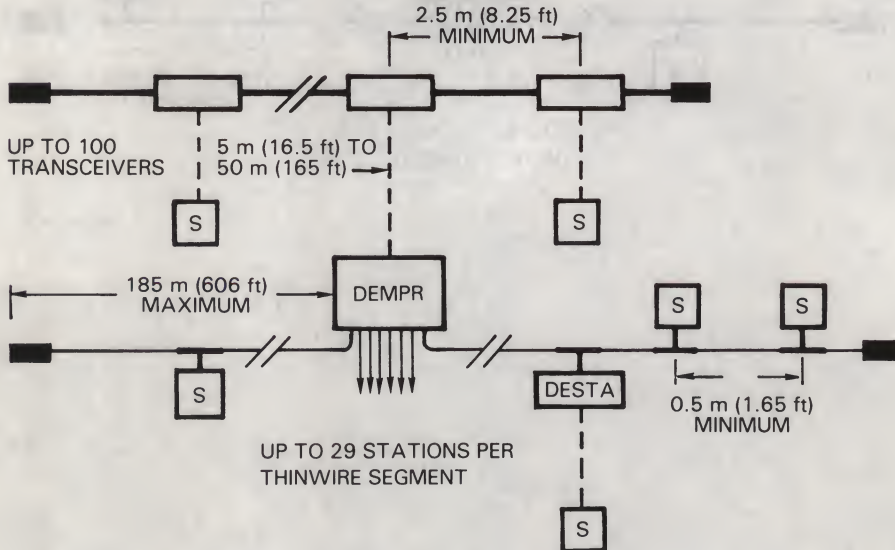 2.5 m (8.25 ft)
MINIMUM
UP TO 100
TRANSCEIVERS
5 m (16.5 ft) TO
50 m (165 ft)
S
S
185 m (606 ft)
MAXIMUM
DEMPR
S
S
S
DESTA
0.5 m (1.65 ft)
MINIMUM
UP TO 29 STATIONS PER
THINWIRE SEGMENT
S